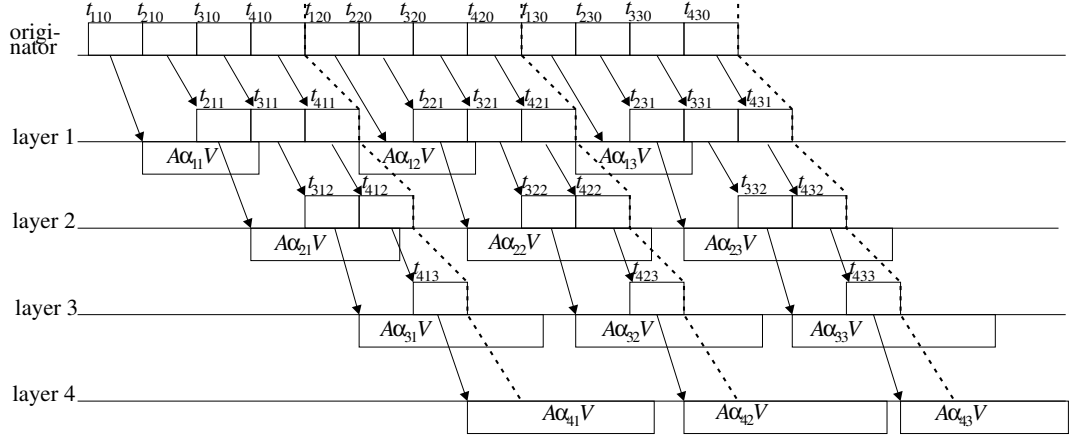 t110 t210 t310 t410 t120 t220 t320 t420 t130 t230 t330 t430
origi-
nator
t211 t311 t411 t221 t321 t421 t231 t331 t431
layer 1
Aα11V Aα12V Aα13V
t312 t412 t322 t422 t332 t432
layer 2
Aα21V Aα22V Aα23V
t413 t423 t433
layer 3
Aα31V Aα32V Aα33V
layer 4
Aα41V Aα42V Aα43V